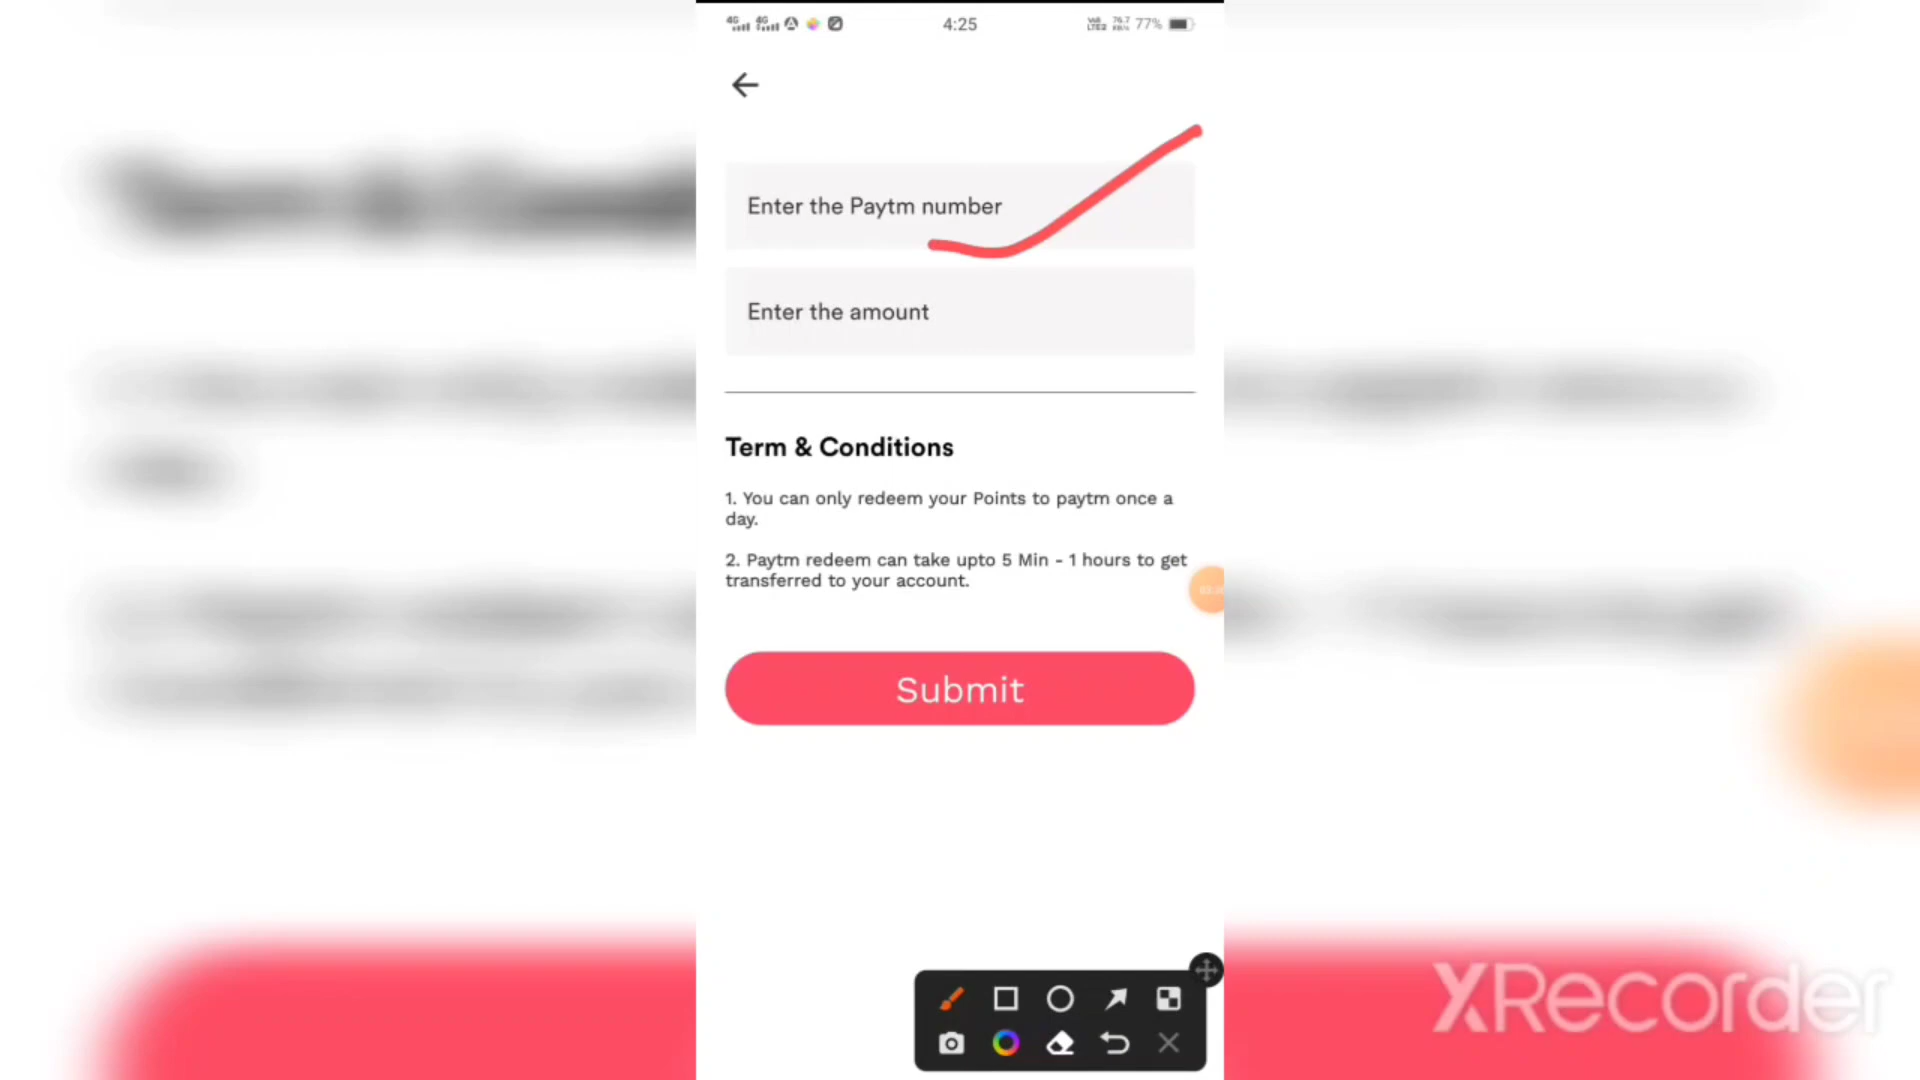 4G 4G 4:25 77%
Enter the Paytm number
Enter the amount
Term & Conditions
1. You can only redeem your Points to paytm once a
day.
2. Paytm redeem can take upto 5 Min - 1 hours to get
transferred to your account.
Submit
XRecorder